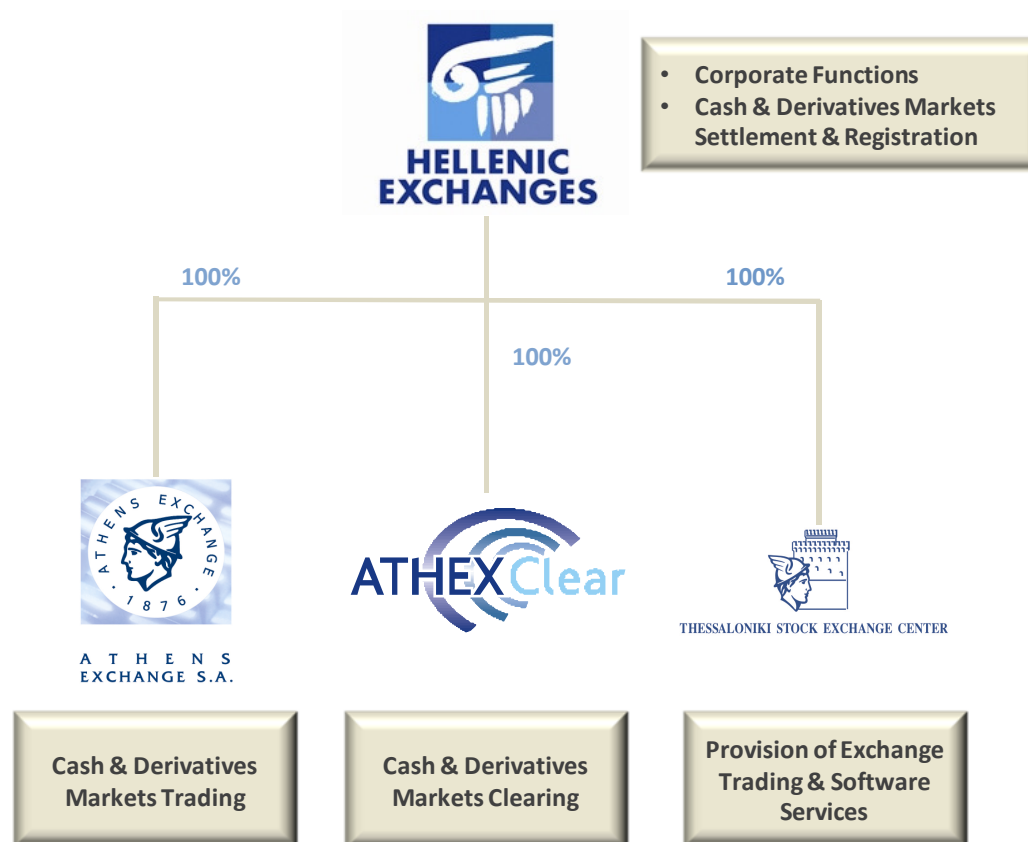 HELLENIC
EXCHANGES
• Corporate Functions
• Cash & Derivatives Markets
Settlement & Registration
100%
100%
100%
ATHENS EXCHANGE
• 1876 •
ATHENS
EXCHANGE S.A.
ATHEXClear
THESSALONIKI STOCK EXCHANGE CENTER
Cash & Derivatives
Markets Trading
Cash & Derivatives
Markets Clearing
Provision of Exchange
Trading & Software
Services